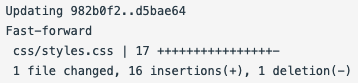 Updating 982b0f2..d5bae64
Fast-forward
 css/styles.css | 17 ++++++++++++++++-
 1 file changed, 16 insertions(+), 1 deletion(-)